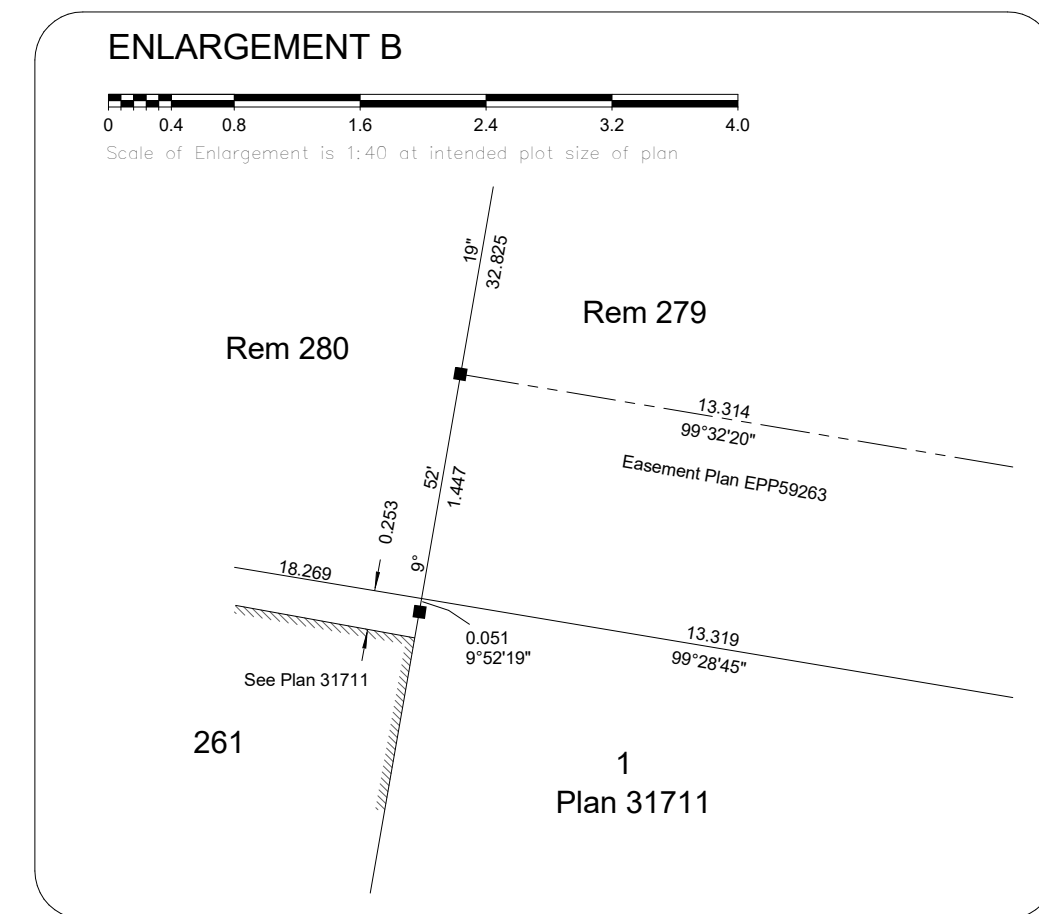 ENLARGEMENT B
0 0.4 0.8 1.6 2.4 3.2 4.0
Scale of Enlargement is 1:40 at intended plot size of plan
19"
32.825
Rem 279
Rem 280
13.314
99°32'20"
Easement Plan EPP59263
52'
1.447
0.253
9°
18.269
0.051
9°52'19"
13.319
99°28'45"
See Plan 31711
261
1
Plan 31711